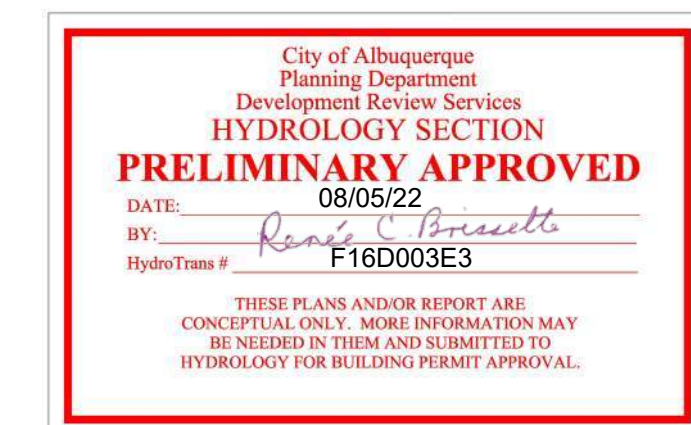 City of Albuquerque
Planning Department
Development Review Services
HYDROLOGY SECTION
PRELIMINARY APPROVED
DATE: 08/05/22
BY: Renée C. Brissette
HydroTrans # F16D003E3
THESE PLANS AND/OR REPORT ARE
CONCEPTUAL ONLY. MORE INFORMATION MAY
BE NEEDED IN THEM AND SUBMITTED TO
HYDROLOGY FOR BUILDING PERMIT APPROVAL.